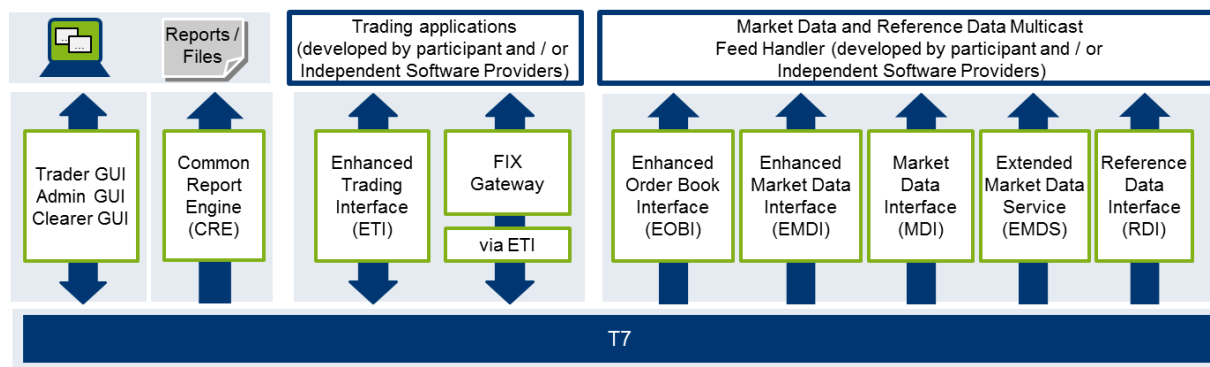 Reports /
Files
Trading applications
(developed by participant and / or
Independent Software Providers)
Market Data and Reference Data Multicast
Feed Handler (developed by participant and / or
Independent Software Providers)
Trader GUI
Admin GUI
Clearer GUI
Common
Report
Engine
(CRE)
Enhanced
Trading
Interface
(ETI)
FIX
Gateway
via ETI
Enhanced
Order Book
Interface
(EOBI)
Enhanced
Market Data
Interface
(EMDI)
Market
Data
Interface
(MDI)
Extended
Market Data
Service
(EMDS)
Reference
Data
Interface
(RDI)
T7